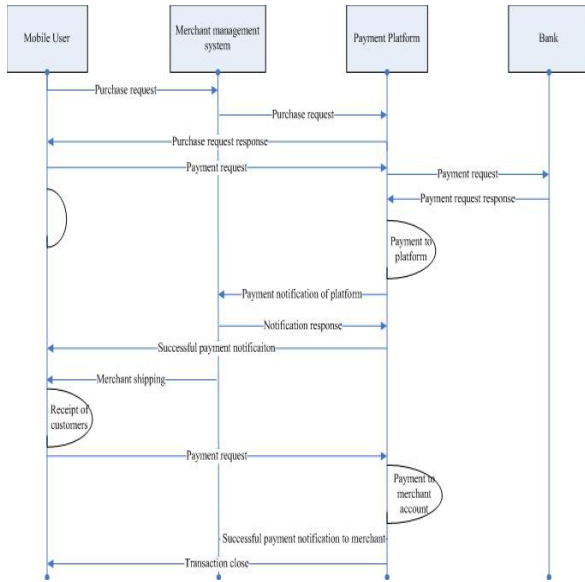 Mobile User
Merchant management
system
Payment Platform
Bank
Purchase request
Purchase request
Purchase request response
Payment request
Payment request
Payment request response
Payment to
platform
Payment notification of platform
Notification response
Successful payment notificaiton
Merchant shipping
Receipt of
customers
Payment request
Payment to
merchant
account
Successful payment notification to merchant
Transaction close